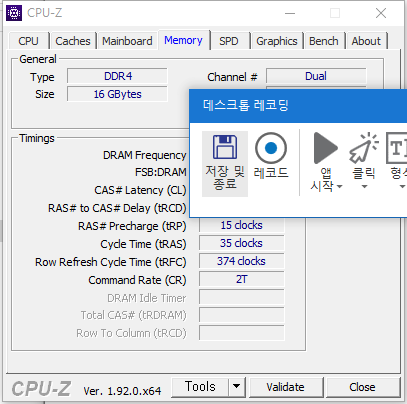 CPU-Z
CPU Caches Mainboard Memory SPD Graphics Bench About
General
Type DDR4 Channel # Dual
Size 16 GBytes
데스크톱 레코딩
저장 및 종료
레코드
앱 시작
클릭
Timings
DRAM Frequency
FSB:DRAM
CAS# Latency (CL)
RAS# to CAS# Delay (tRCD)
RAS# Precharge (tRP) 15 clocks
Cycle Time (tRAS) 35 clocks
Row Refresh Cycle Time (tRFC) 374 clocks
Command Rate (CR) 2T
DRAM Idle Timer
Total CAS# (tRDRAM)
Row To Column (tRCD)
CPU-Z Ver. 1.92.0.x64 Tools Validate Close